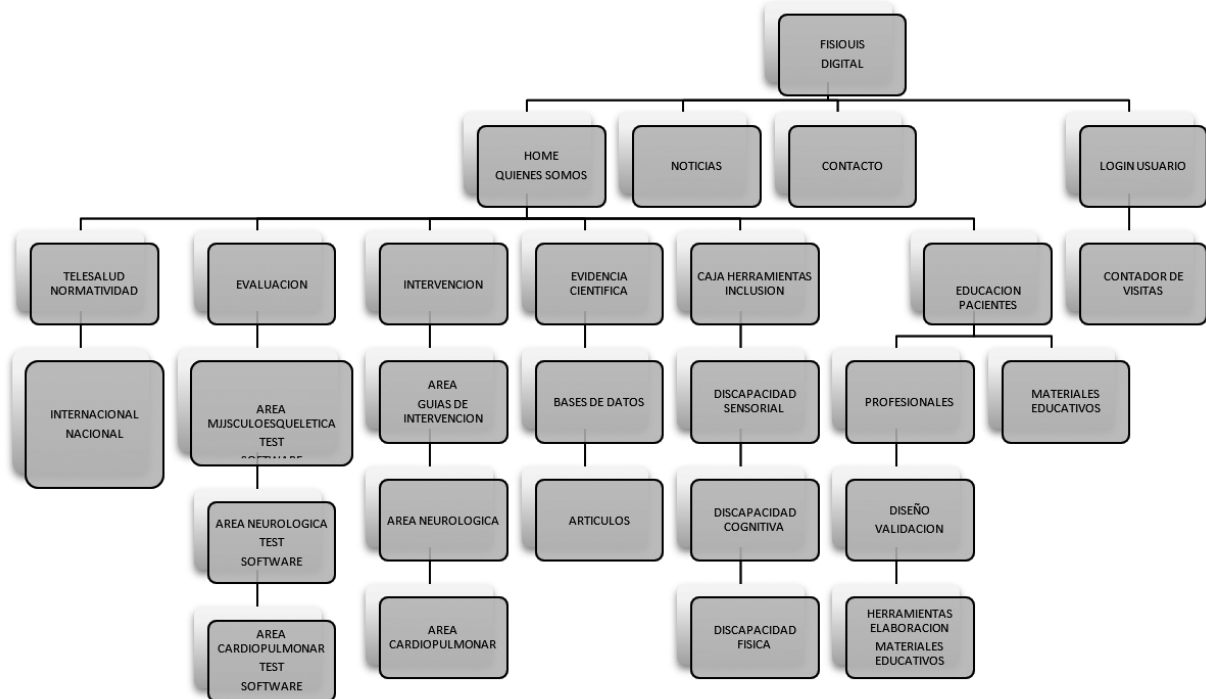 FISIOUIS
DIGITAL
HOME
QUIENES SOMOS
NOTICIAS
CONTACTO
LOGIN USUARIO
TELESALUD
NORMATIVIDAD
EVALUACION
INTERVENCION
EVIDENCIA
CIENTIFICA
CAJA HERRAMIENTAS
INCLUSION
EDUCACION
PACIENTES
CONTADOR DE
VISITAS
INTERNACIONAL
NACIONAL
AREA
MJJSCULOESQUELETICA
TEST
SOFTWARE
AREA
GUIAS DE
INTERVENCION
BASES DE DATOS
DISCAPACIDAD
SENSORIAL
PROFESIONALES
MATERIALES
EDUCATIVOS
AREA NEUROLOGICA
TEST
SOFTWARE
AREA NEUROLOGICA
ARTICULOS
DISCAPACIDAD
COGNITIVA
DISEÑO
VALIDACION
AREA
CARDIOPULMONAR
TEST
SOFTWARE
AREA
CARDIOPULMONAR
DISCAPACIDAD
FISICA
HERRAMIENTAS
ELABORACION
MATERIALES
EDUCATIVOS